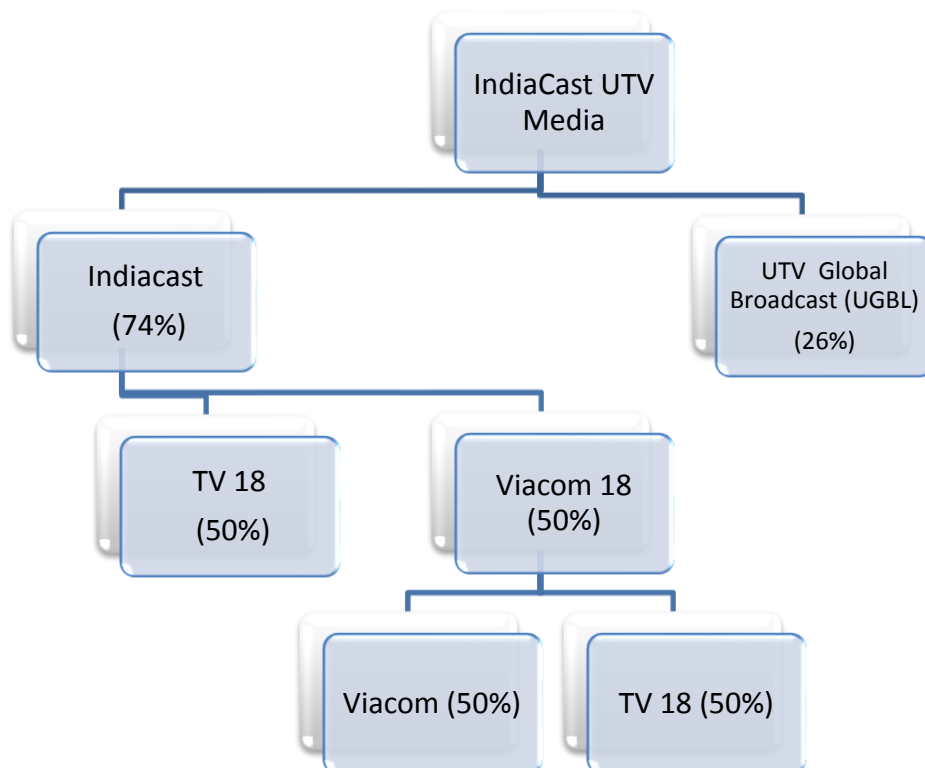 IndiaCast UTV
Media
Indiacast
(74%)
UTV  Global
Broadcast (UGBL)
(26%)
TV 18
(50%)
Viacom 18
(50%)
Viacom (50%)
TV 18 (50%)